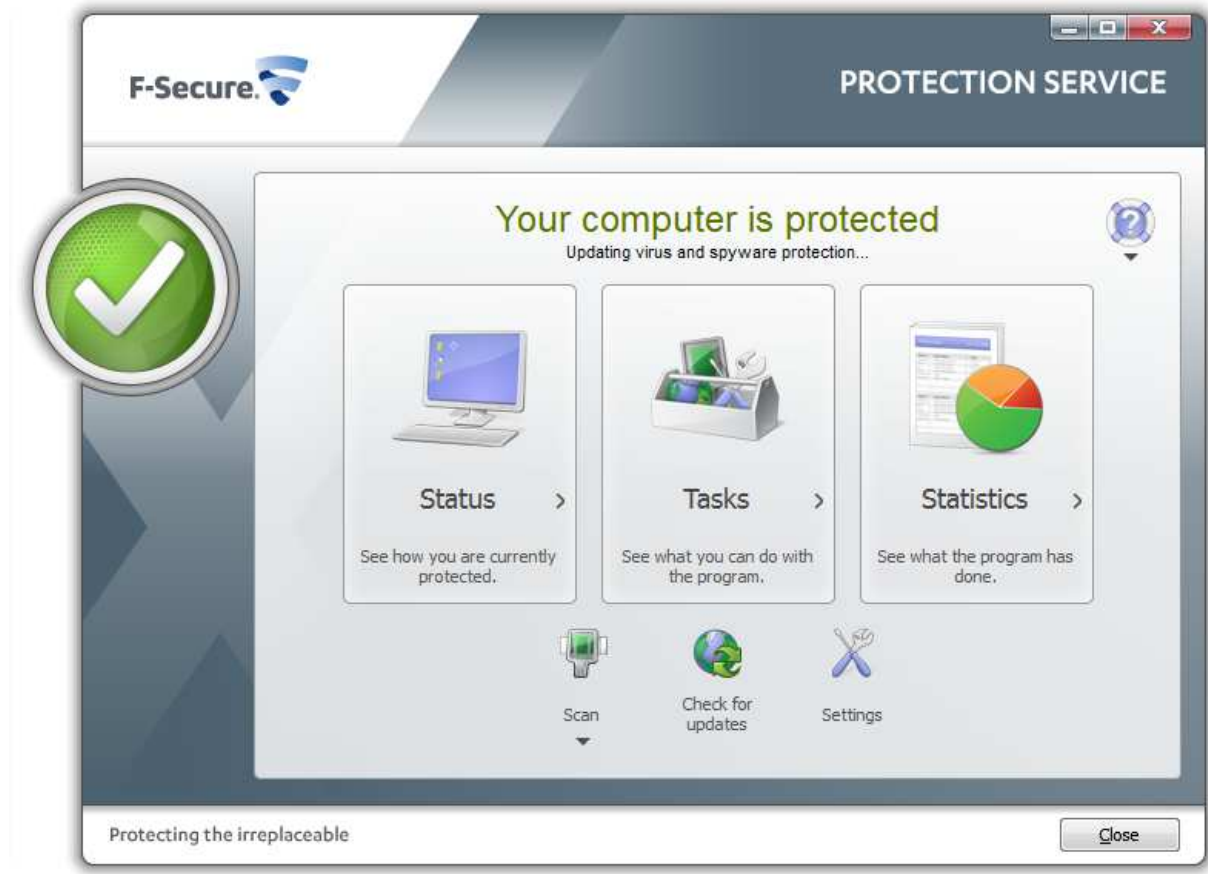 F-Secure.
PROTECTION SERVICE
Your computer is protected
Updating virus and spyware protection...
Status
See how you are currently
protected.
Tasks
See what you can do with
the program.
Statistics
See what the program has
done.
Scan
Check for
updates
Settings
Protecting the irreplaceable
Close